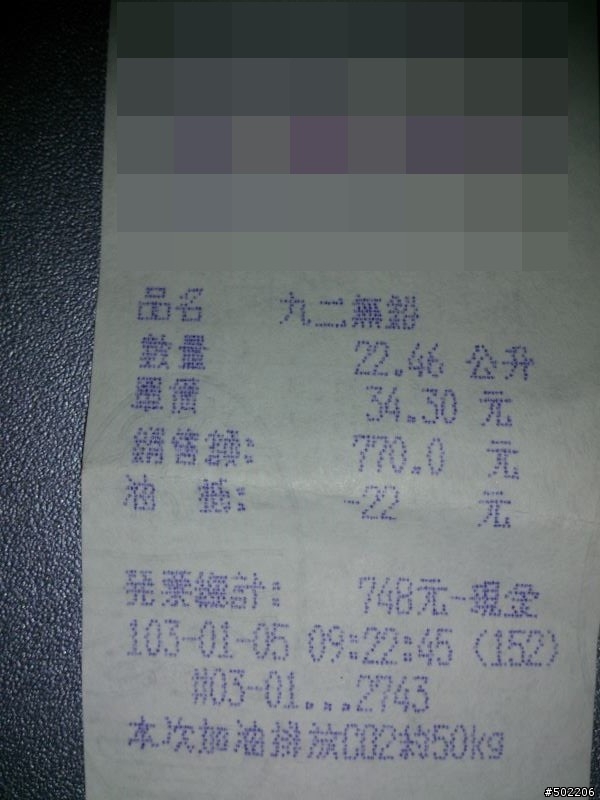 品名 九二無鉛
數量 22.46 公升
單價 34.30 元
銷售額: 770.0 元
油 摘: -22 元
發票總計: 748元-現金
103-01-05 09:22:45 (152)
#03-01...2743
本次加油排放CO2約50kg
#502206